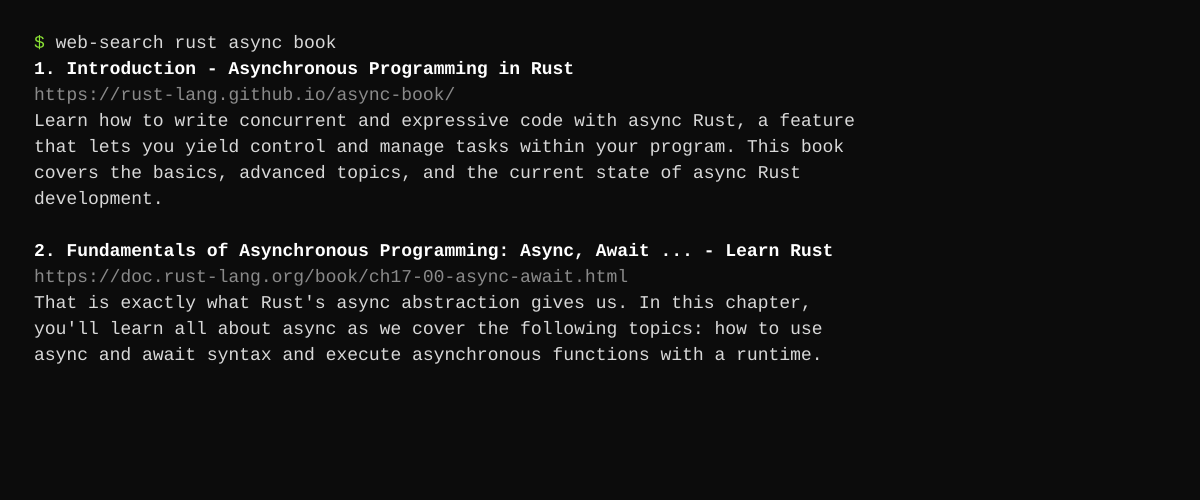 $ web-search rust async book
1. Introduction - Asynchronous Programming in Rust
https://rust-lang.github.io/async-book/
Learn how to write concurrent and expressive code with async Rust, a feature
that lets you yield control and manage tasks within your program. This book
covers the basics, advanced topics, and the current state of async Rust
development.
2. Fundamentals of Asynchronous Programming: Async, Await ... - Learn Rust
https://doc.rust-lang.org/book/ch17-00-async-await.html
That is exactly what Rust's async abstraction gives us. In this chapter,
you'll learn all about async as we cover the following topics: how to use
async and await syntax and execute asynchronous functions with a runtime.